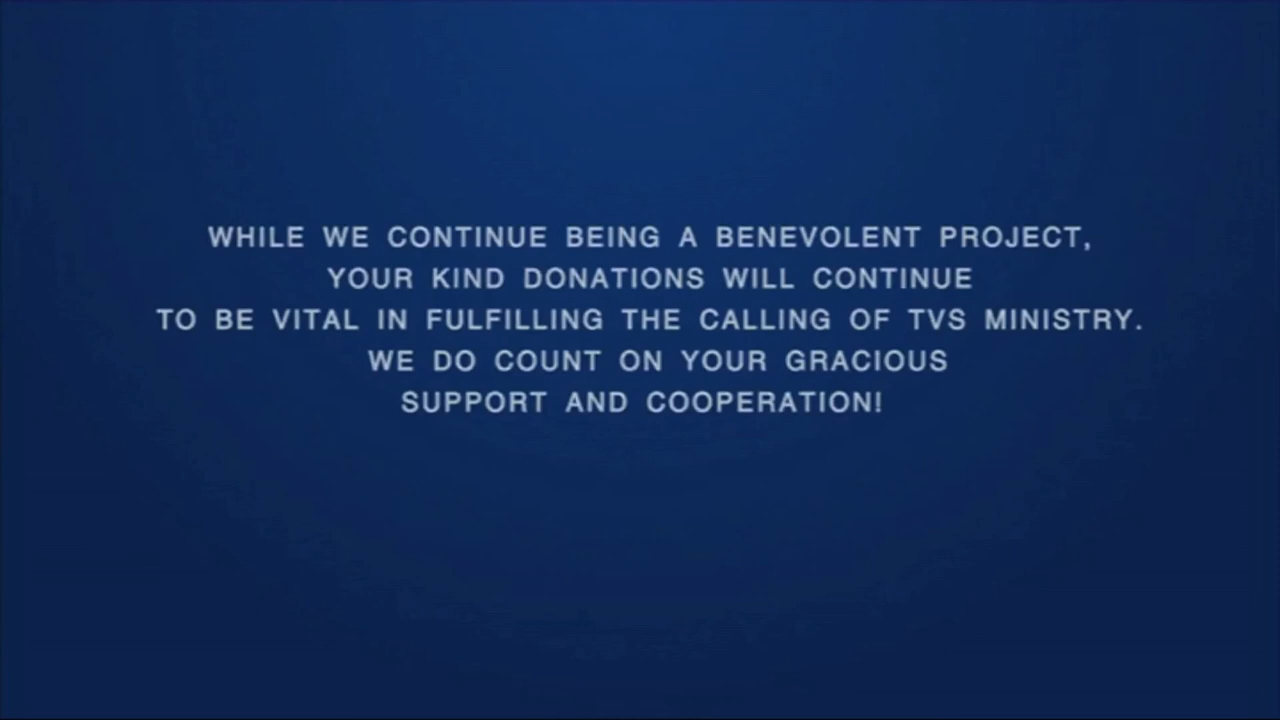 WHILE WE CONTINUE BEING A BENEVOLENT PROJECT,
YOUR KIND DONATIONS WILL CONTINUE
TO BE VITAL IN FULFILLING THE CALLING OF TVS MINISTRY.
WE DO COUNT ON YOUR GRACIOUS
SUPPORT AND COOPERATION!